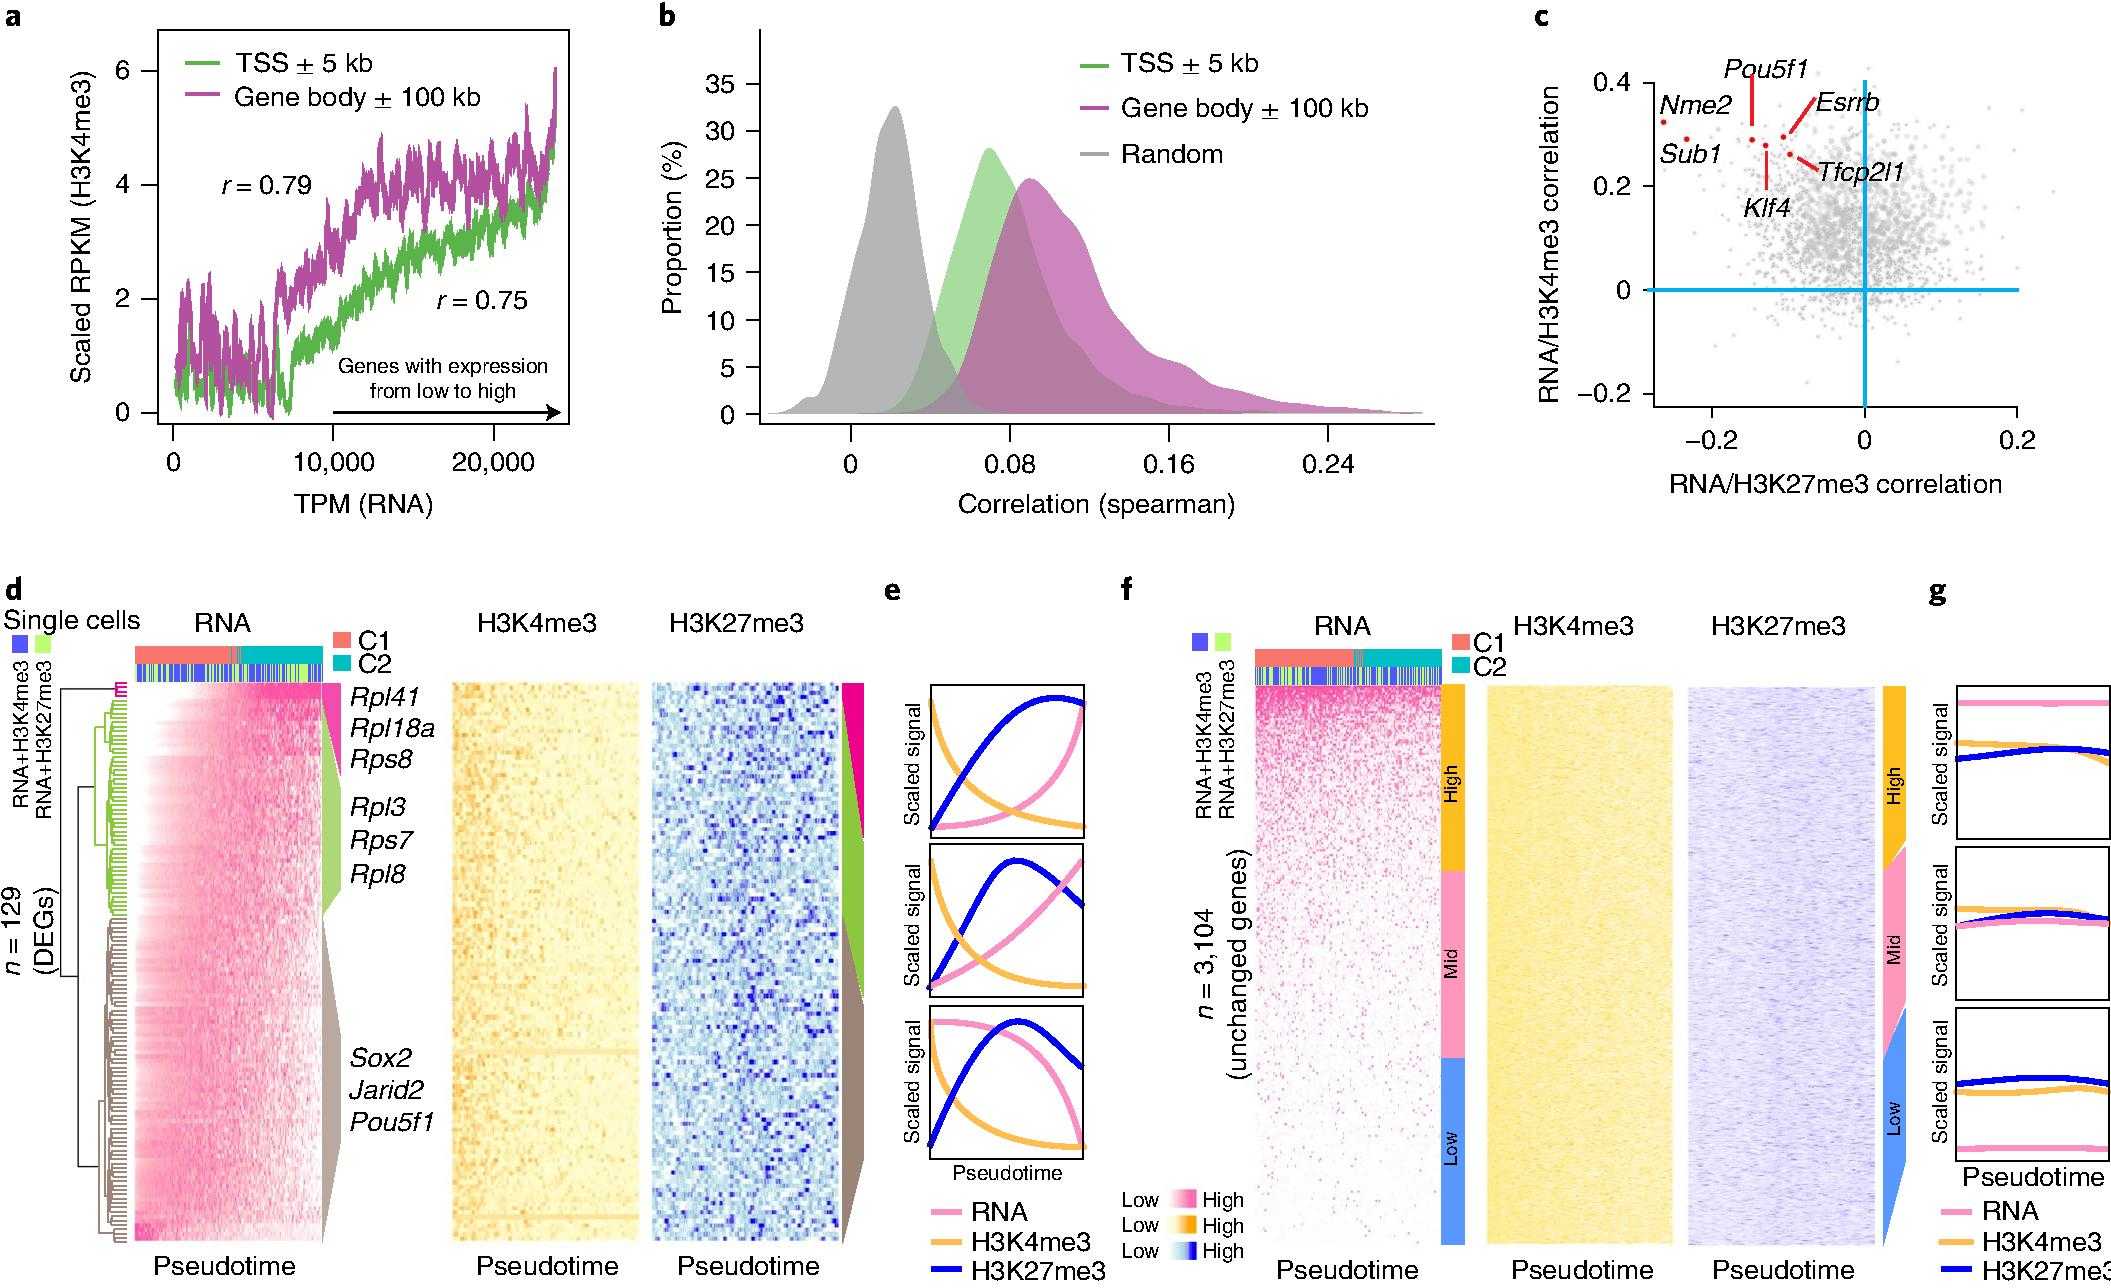 a
Scaled RPKM (H3K4me3)
6
4
2
0
TSS ± 5 kb
Gene body ± 100 kb
r = 0.79
r = 0.75
Genes with expression
from low to high
0
10,000
20,000
TPM (RNA)
b
Proportion (%)
35
30
25
20
15
10
5
0
TSS ± 5 kb
Gene body ± 100 kb
Random
0
0.08
0.16
0.24
Correlation (spearman)
c
RNA/H3K4me3 correlation
0.4
0.2
0
−0.2
Pou5f1
Nme2
Esrrb
Sub1
Tfcp2l1
Klf4
−0.2
0
0.2
RNA/H3K27me3 correlation
d
Single cells
RNA+H3K4me3
RNA+H3K27me3
n = 129
(DEGs)
RNA
C1
C2
H3K4me3
H3K27me3
Rpl41
Rpl18a
Rps8
Rpl3
Rps7
Rpl8
Sox2
Jarid2
Pou5f1
Pseudotime
Pseudotime
Pseudotime
e
Scaled signal
Scaled signal
Scaled signal
Pseudotime
RNA
H3K4me3
H3K27me3
f
RNA+H3K4me3
RNA+H3K27me3
n = 3,104
(unchanged genes)
RNA
C1
C2
H3K4me3
H3K27me3
High
Mid
Low
High
Mid
Low
Low High
Low High
Low High
Pseudotime
Pseudotime
Pseudotime
g
Scaled signal
Scaled signal
Scaled signal
Pseudotime
RNA
H3K4me3
H3K27me3